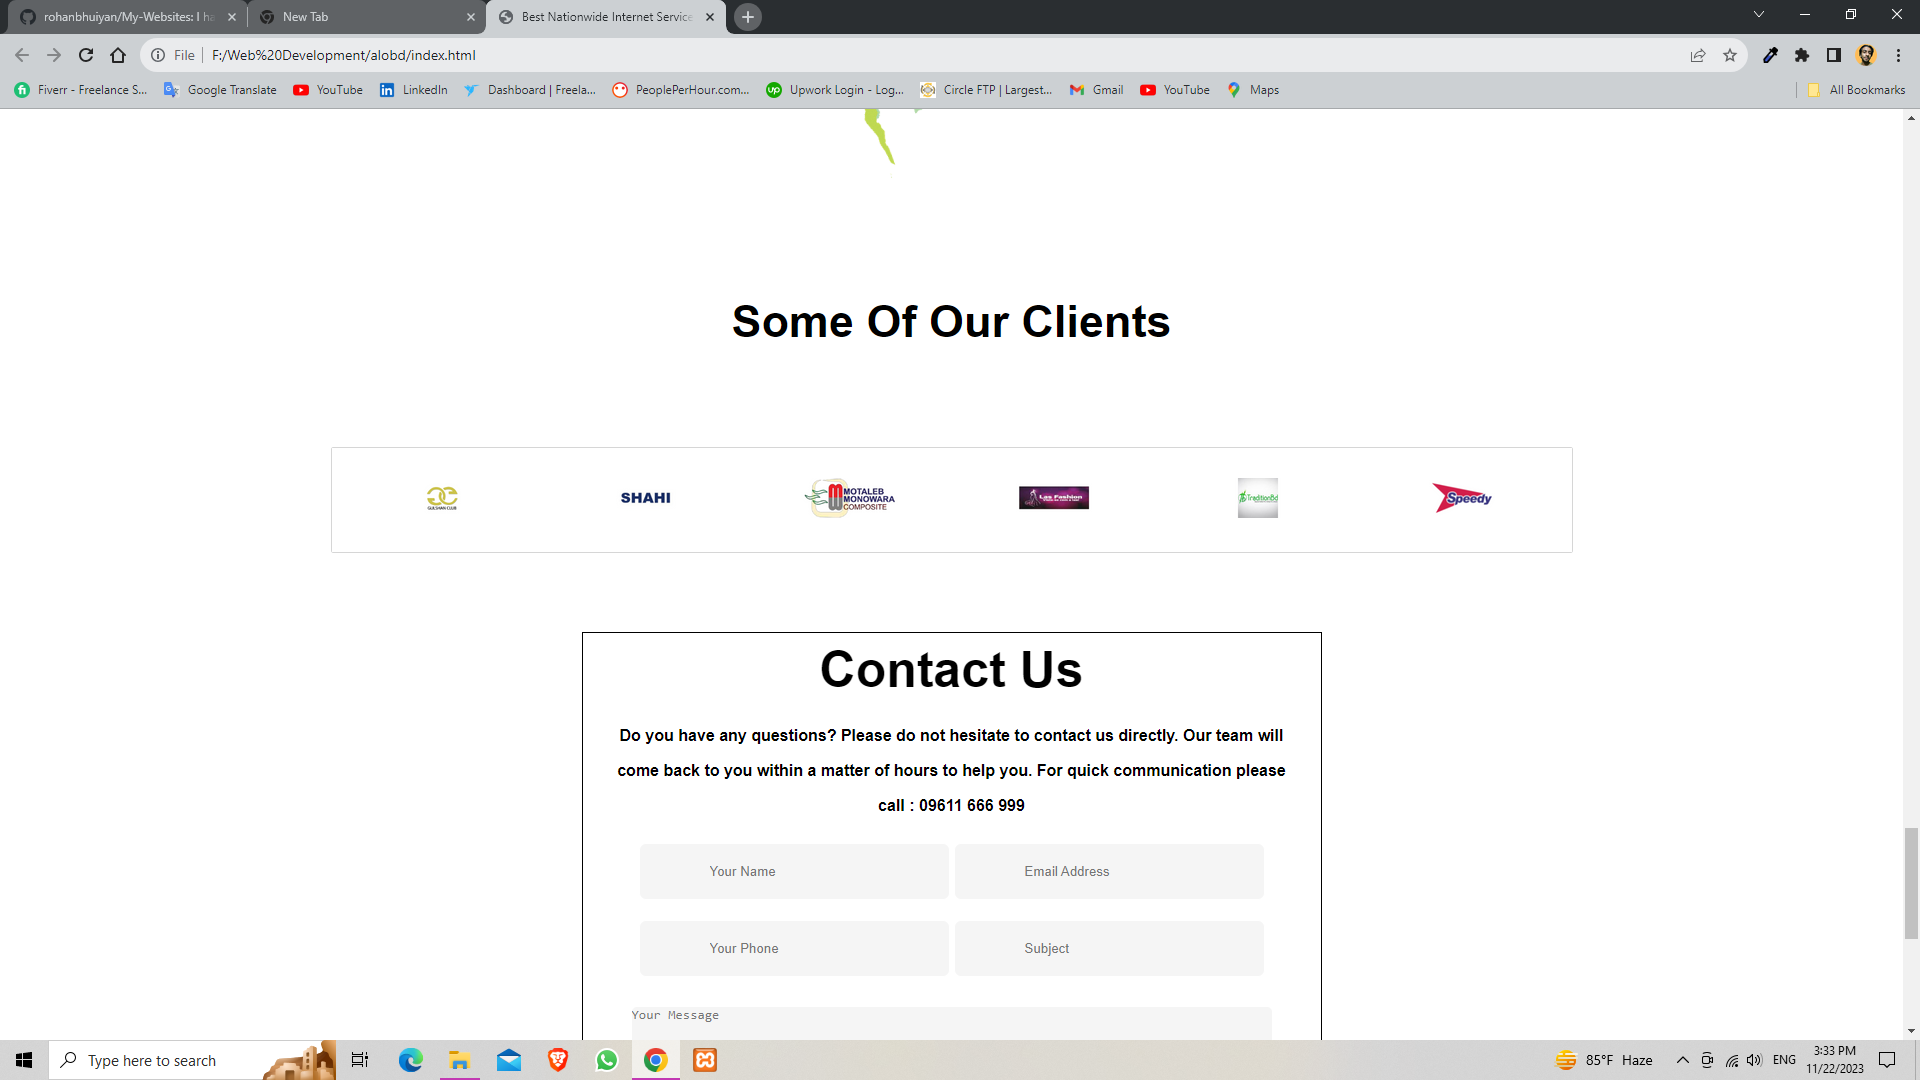 rohanbhuiyan/My-Websites: I ha
New Tab
Best Nationwide Internet Service
File
F:/Web%20Development/alobd/index.html
Fiverr - Freelance S...
Google Translate
YouTube
LinkedIn
Dashboard | Freela...
PeoplePerHour.com...
Upwork Login - Log...
Circle FTP | Largest...
Gmail
YouTube
Maps
All Bookmarks
Some Of Our Clients
GULSHAN CLUB
SHAHI
MOTALEB
MONOWARA
COMPOSITE
Las Fashion
TraditionBd
Speedy
Contact Us
Do you have any questions? Please do not hesitate to contact us directly. Our team will
come back to you within a matter of hours to help you. For quick communication please
call : 09611 666 999
Your Name
Email Address
Your Phone
Subject
Your Message
Type here to search
85°F Haze
ENG
3:33 PM
11/22/2023